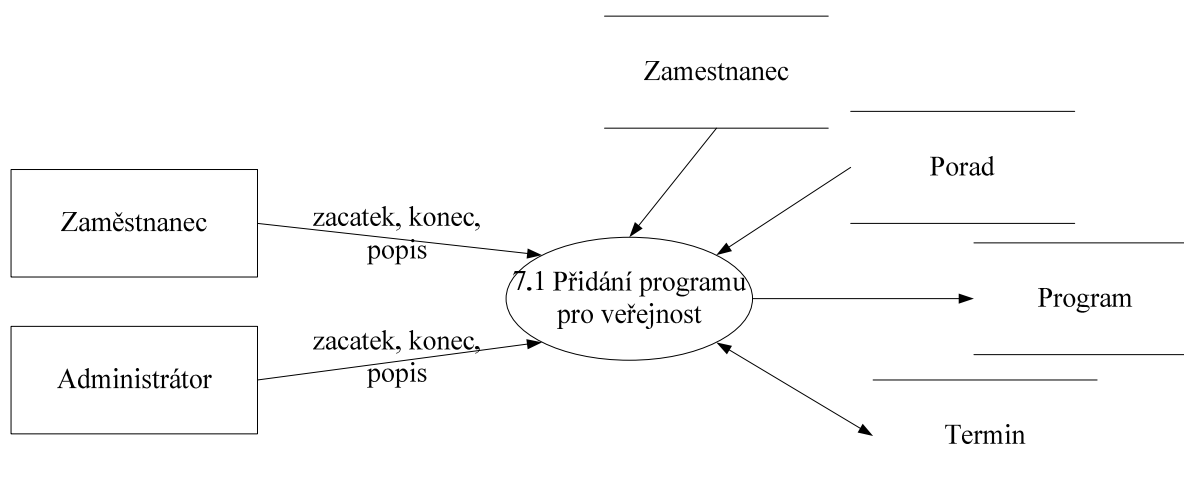 Zamestnanec
Porad
Zaměstnanec
zacatek, konec,
popis
7.1 Přidání programu
pro veřejnost
Program
Administrátor
zacatek, konec,
popis
Termin